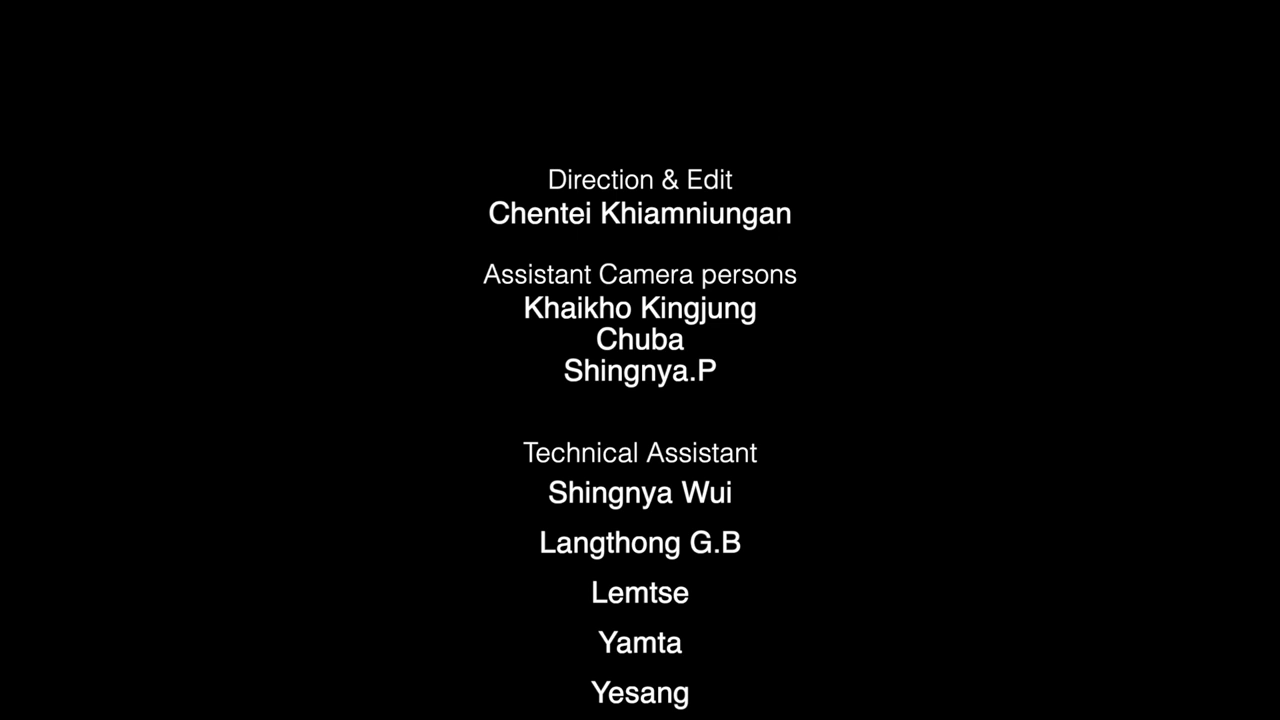 Direction & Edit
Chentei Khiamniungan
Assistant Camera persons
Khaikho Kingjung
Chuba
Shingnya.P
Technical Assistant
Shingnya Wui
Langthong G.B
Lemtse
Yamta
Yesang